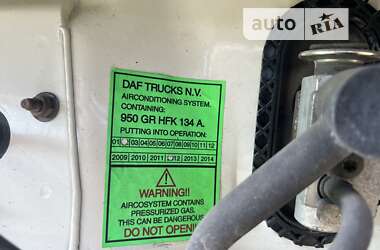 auto RIA
DAF TRUCKS N.V.
AIRCONDITIONING SYSTEM.
CONTAINING:
950 GR HFK 134 A.
PUTTING INTO OPERATION:
01 03 04 05 06 07 08 09 10 11 12
2009 2010 2011 2012 2013 2014
WARNING!!
AIRCOSYSTEM CONTAINS
PRESSURIZED GAS.
THIS CAN BE DANGEROUS
DO NOT OPEN!